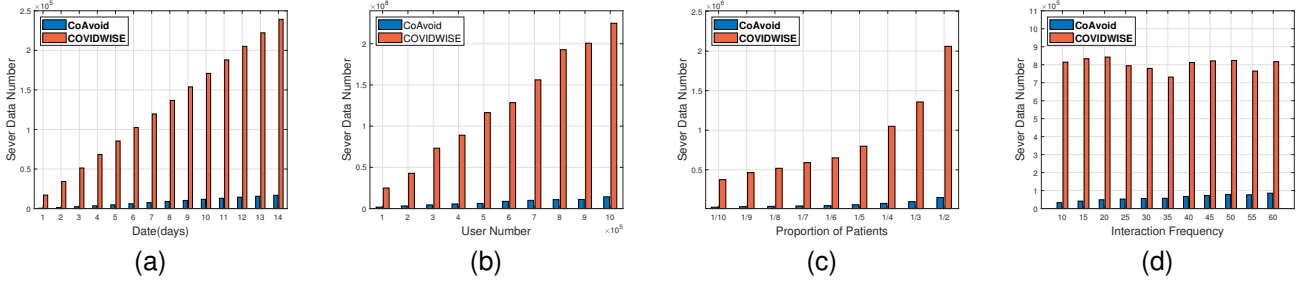 ×10^5
2.5
2
1.5
1
0.5
0
Sever Data Number
CoAvoid
COVIDWISE
1 2 3 4 5 6 7 8 9 10 11 12 13 14
Date(days)
(a)
×10^8
2
1.5
1
0.5
0
Sever Data Number
CoAvoid
COVIDWISE
1 2 3 4 5 6 7 8 9 10
User Number
×10^5
(b)
×10^6
2.5
2
1.5
1
0.5
Sever Data Number
CoAvoid
COVIDWISE
1/10 1/9 1/8 1/7 1/6 1/5 1/4 1/3 1/2
Proportion of Patients
(c)
×10^5
11
10
9
8
7
6
5
4
3
2
1
0
Sever Data Number
CoAvoid
COVIDWISE
10 15 20 25 30 35 40 45 50 55 60
Interaction Frequency
(d)